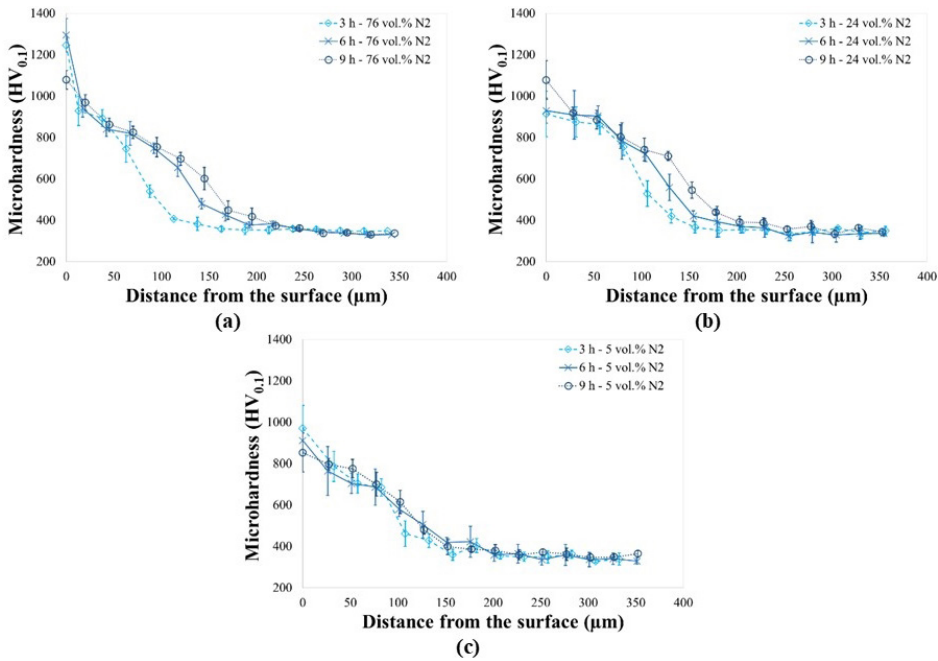 1400
1200
1000
800
600
400
200
Microhardness (HV0.1)
3 h - 76 vol.% N2
6 h - 76 vol.% N2
9 h - 76 vol.% N2
0 50 100 150 200 250 300 350 400
Distance from the surface (µm)
(a)
1400
1200
1000
800
600
400
200
Microhardness (HV0.1)
3 h - 24 vol.% N2
6 h - 24 vol.% N2
9 h - 24 vol.% N2
0 50 100 150 200 250 300 350 400
Distance from the surface (µm)
(b)
1400
1200
1000
800
600
400
200
Microhardness (HV0.1)
3 h - 5 vol.% N2
6 h - 5 vol.% N2
9 h - 5 vol.% N2
0 50 100 150 200 250 300 350 400
Distance from the surface (µm)
(c)